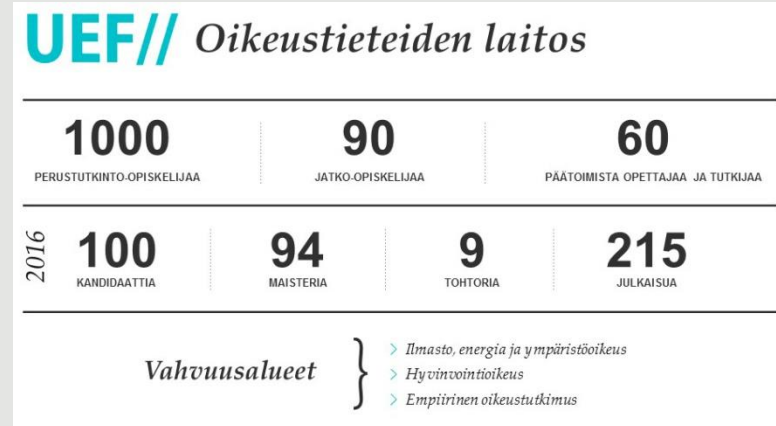 UEF// Oikeustieteiden laitos
1000 90 60
PERUSTUTKINTO-OPISKELIJAA JATKO-OPISKELIJAA PÄÄTOIMISTA OPETTAJAA JA TUTKIJAA
2016
100 94 9 215
KANDIDAATTIA MAISTERIA TOHTORIA JULKAISUA
Vahvuusalueet
> Ilmasto, energia ja ympäristöoikeus
> Hyvinvointioikeus
> Empiirinen oikeustutkimus